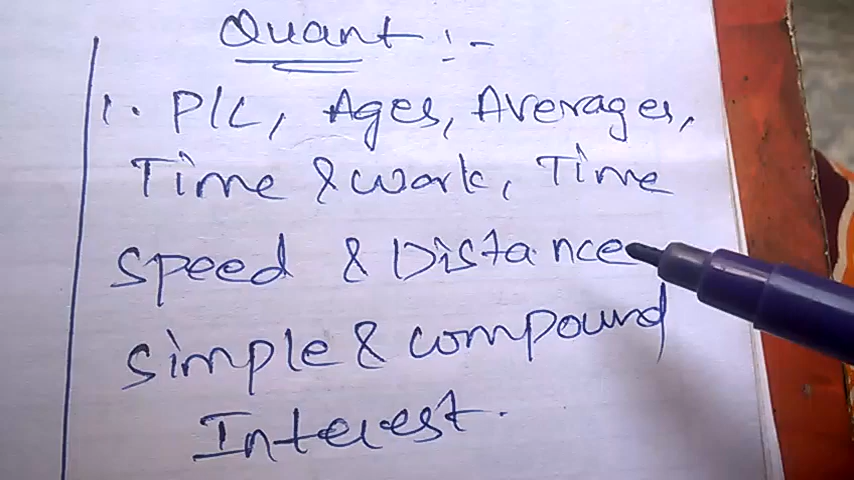 Quant :-
1. P/L, Ages, Averages,
Time & work, Time
Speed & Distance
Simple & compound
Interest.